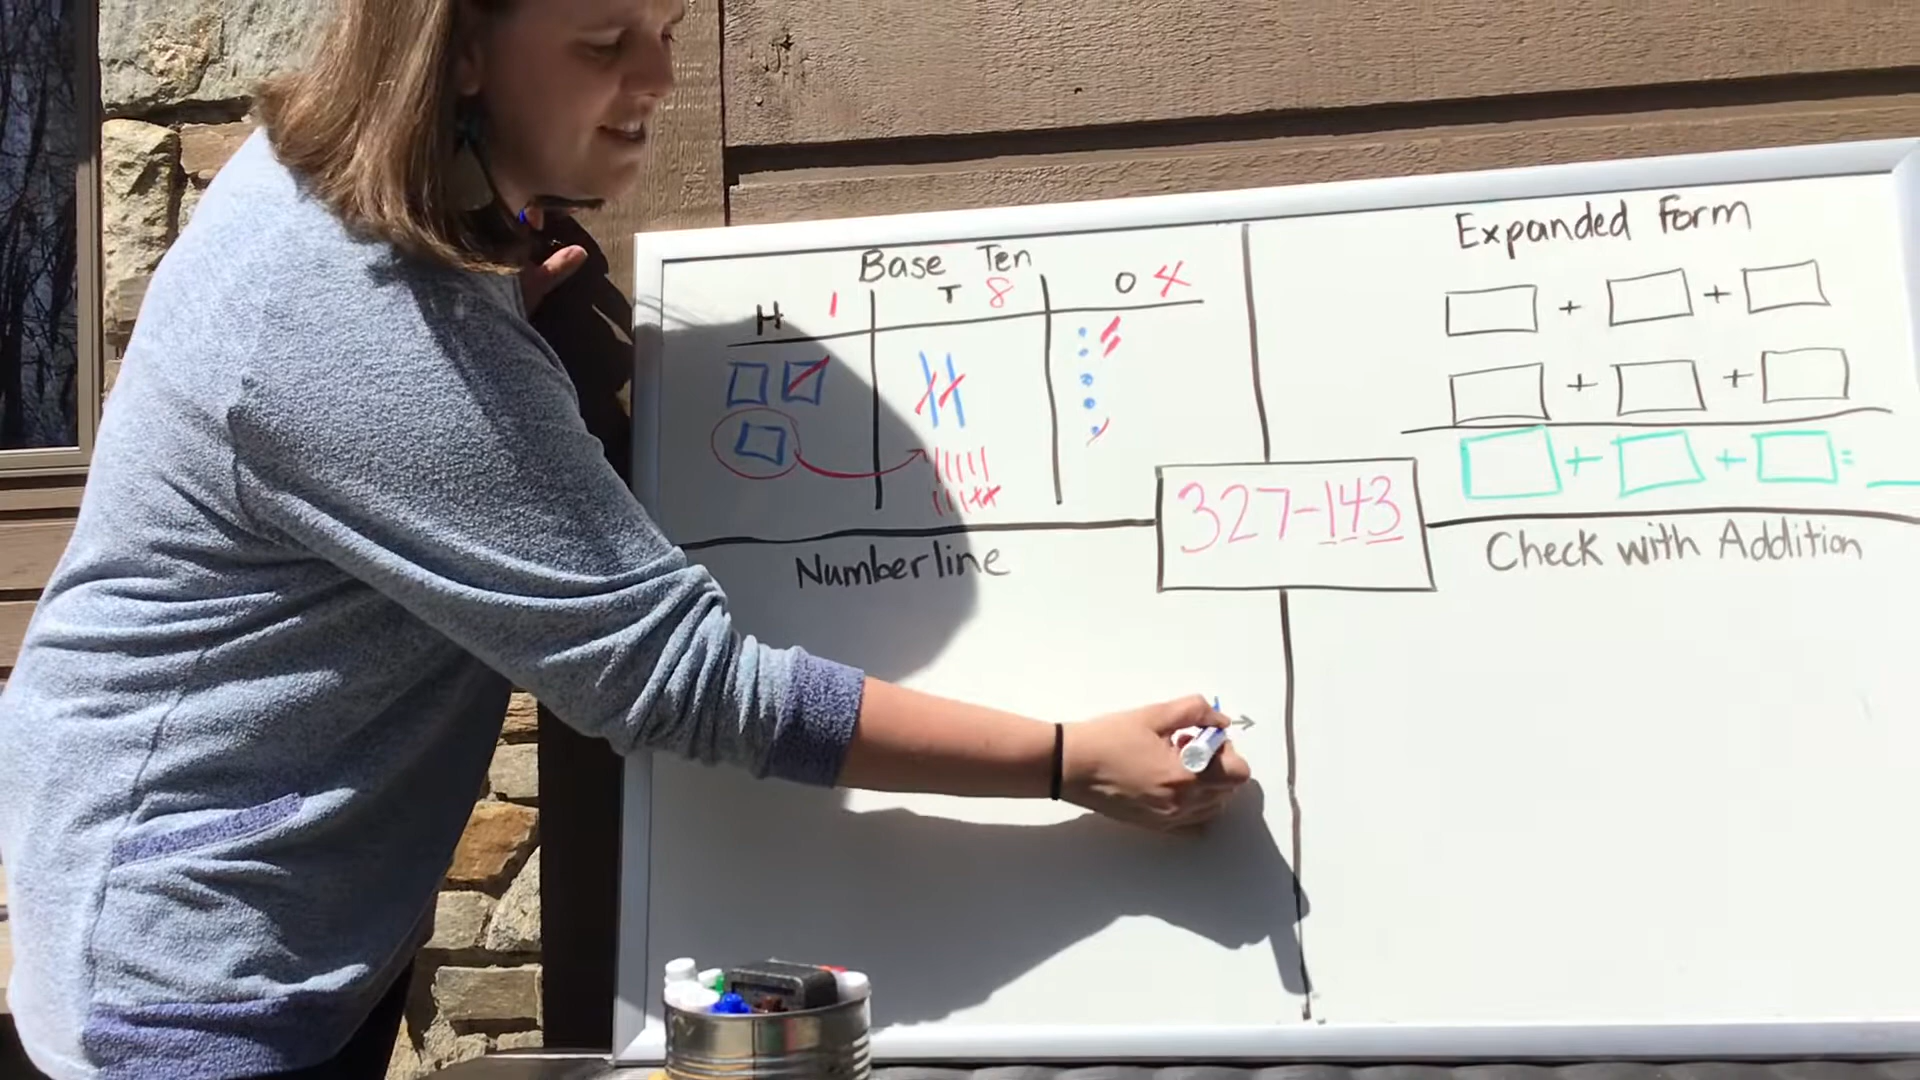 Base Ten
H 1 T 8 O 4
Expanded Form
+ +
+ +
+ + =
327-143
Numberline
Check with Addition